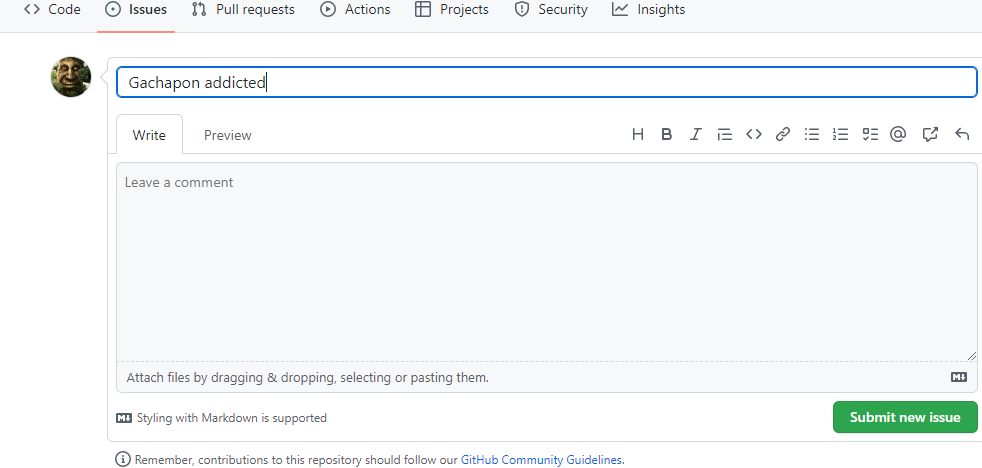 Code Issues Pull requests Actions Projects Security Insights
Gachapon addicted
Write Preview
Leave a comment
Attach files by dragging & dropping, selecting or pasting them.
Styling with Markdown is supported
Submit new issue
Remember, contributions to this repository should follow our GitHub Community Guidelines.